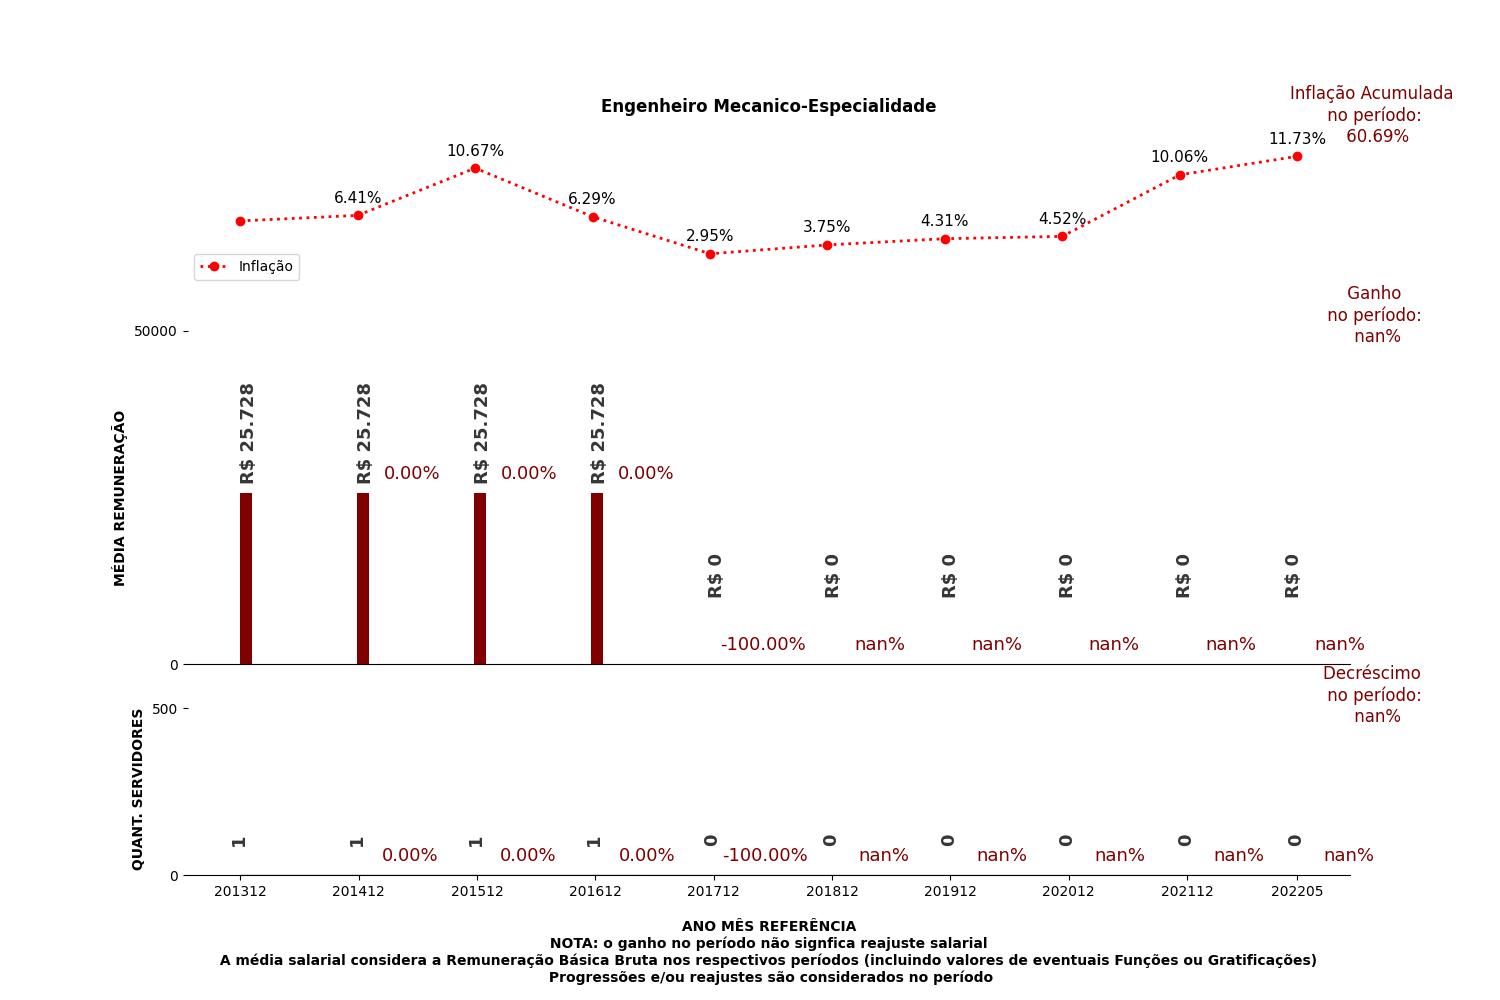 Engenheiro Mecanico-Especialidade
Inflação Acumulada
no período:
60.69%
6.41%
10.67%
6.29%
2.95%
3.75%
4.31%
4.52%
10.06%
11.73%
Inflação
Ganho
no período:
nan%
50000
0
MÉDIA REMUNERAÇÃO
R$ 25.728
R$ 25.728
R$ 25.728
R$ 25.728
R$ 0
R$ 0
R$ 0
R$ 0
R$ 0
R$ 0
0.00%
0.00%
0.00%
-100.00%
nan%
nan%
nan%
nan%
nan%
Decréscimo
no período:
nan%
500
0
QUANT. SERVIDORES
1
1
1
1
0
0
0
0
0
0
0.00%
0.00%
0.00%
-100.00%
nan%
nan%
nan%
nan%
nan%
201312
201412
201512
201612
201712
201812
201912
202012
202112
202205
ANO MÊS REFERÊNCIA
NOTA: o ganho no período não signfica reajuste salarial
A média salarial considera a Remuneração Básica Bruta nos respectivos períodos (incluindo valores de eventuais Funções ou Gratificações)
Progressões e/ou reajustes são considerados no período